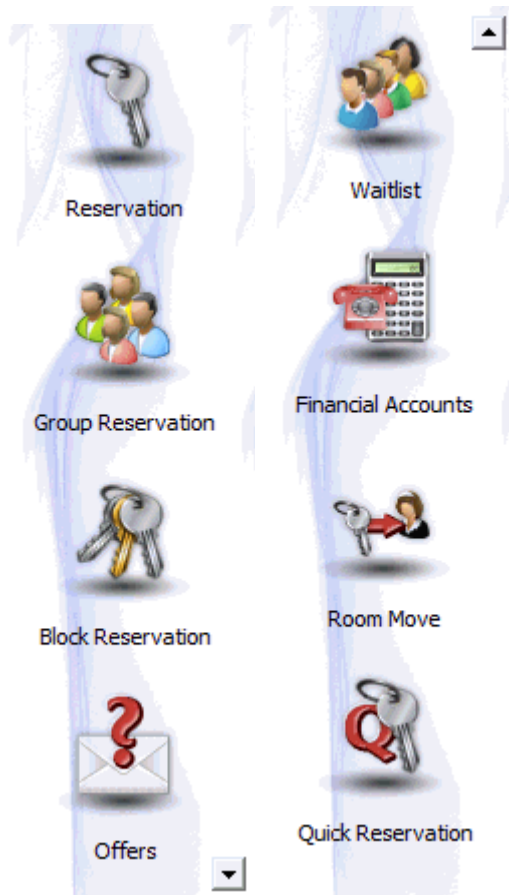 Reservation
Group Reservation
Block Reservation
Offers
Waitlist
Financial Accounts
Room Move
Quick Reservation